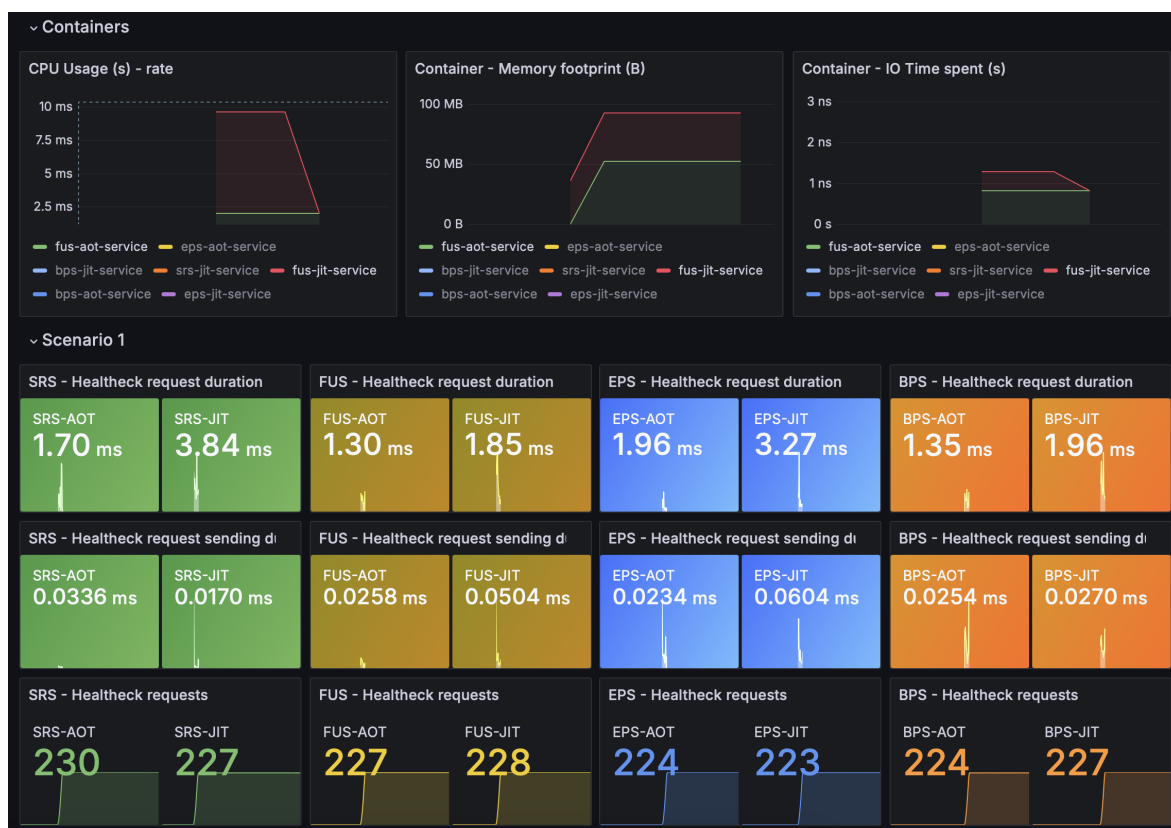 Containers
CPU Usage (s) - rate
10 ms
7.5 ms
5 ms
2.5 ms
fus-aot-service eps-aot-service
bps-jit-service srs-jit-service fus-jit-service
bps-aot-service eps-jit-service
Container - Memory footprint (B)
100 MB
50 MB
0 B
fus-aot-service eps-aot-service
bps-jit-service srs-jit-service fus-jit-service
bps-aot-service eps-jit-service
Container - IO Time spent (s)
3 ns
2 ns
1 ns
0 s
fus-aot-service eps-aot-service
bps-jit-service srs-jit-service fus-jit-service
bps-aot-service eps-jit-service
Scenario 1
SRS - Healtheck request duration
SRS-AOT SRS-JIT
1.70 ms 3.84 ms
FUS - Healtheck request duration
FUS-AOT FUS-JIT
1.30 ms 1.85 ms
EPS - Healtheck request duration
EPS-AOT EPS-JIT
1.96 ms 3.27 ms
BPS - Healtheck request duration
BPS-AOT BPS-JIT
1.35 ms 1.96 ms
SRS - Healtheck request sending
SRS-AOT SRS-JIT
0.0336 ms 0.0170 ms
FUS - Healtheck request sending
FUS-AOT FUS-JIT
0.0258 ms 0.0504 ms
EPS - Healtheck request sending
EPS-AOT EPS-JIT
0.0234 ms 0.0604 ms
BPS - Healtheck request sending
BPS-AOT BPS-JIT
0.0254 ms 0.0270 ms
SRS - Healtheck requests
SRS-AOT SRS-JIT
230 227
FUS - Healtheck requests
FUS-AOT FUS-JIT
227 228
EPS - Healtheck requests
EPS-AOT EPS-JIT
224 223
BPS - Healtheck requests
BPS-AOT BPS-JIT
224 227